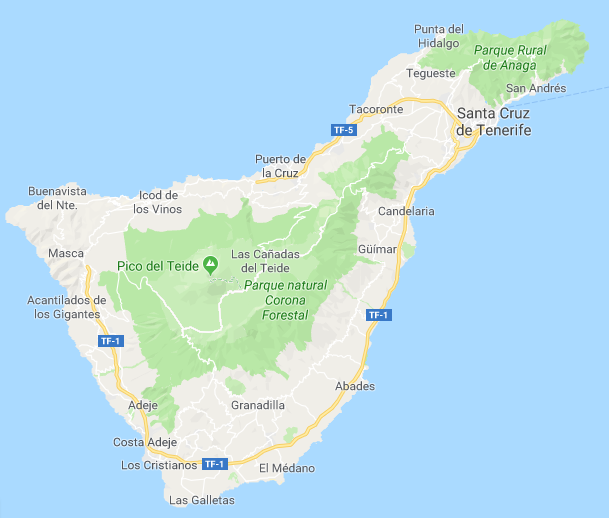 Punta del
Hidalgo
Parque Rural
de Anaga
Tegueste
San Andrés
Tacoronte
Santa Cruz
de Tenerife
TF-5
Puerto de
la Cruz
Buenavista
del Nte.
Icod de
los Vinos
Candelaria
Masca
Güímar
Las Cañadas
del Teide
Pico del Teide
Parque natural
Corona
Forestal
Acantilados de
los Gigantes
TF-1
TF-1
Abades
Adeje
Granadilla
Costa Adeje
Los Cristianos
TF-1
El Médano
Las Galletas